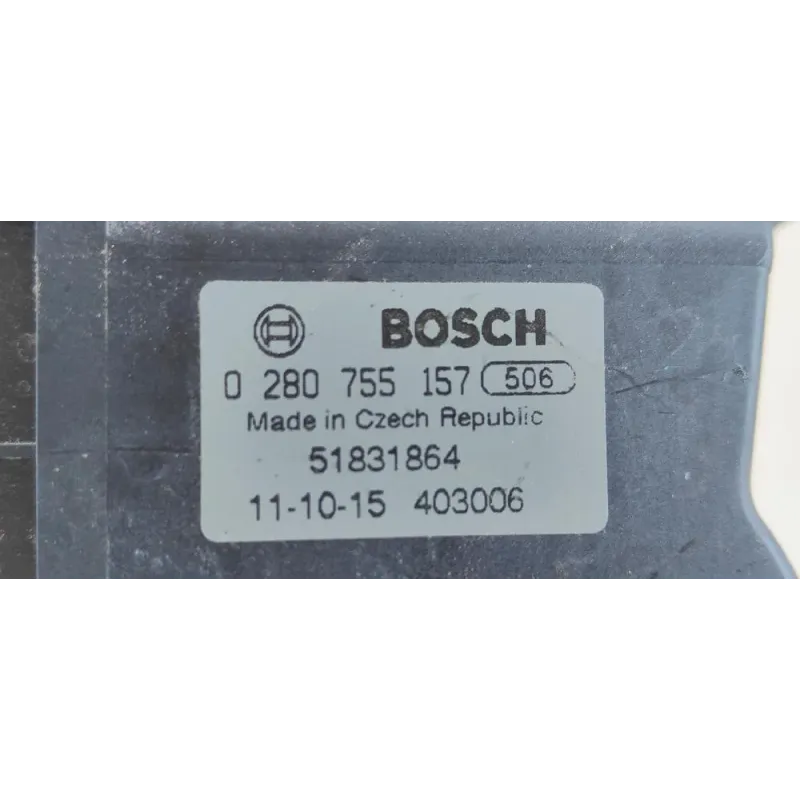 BOSCH
0 280 755 157 506
Made in Czech Republic
51831864
11-10-15 403006